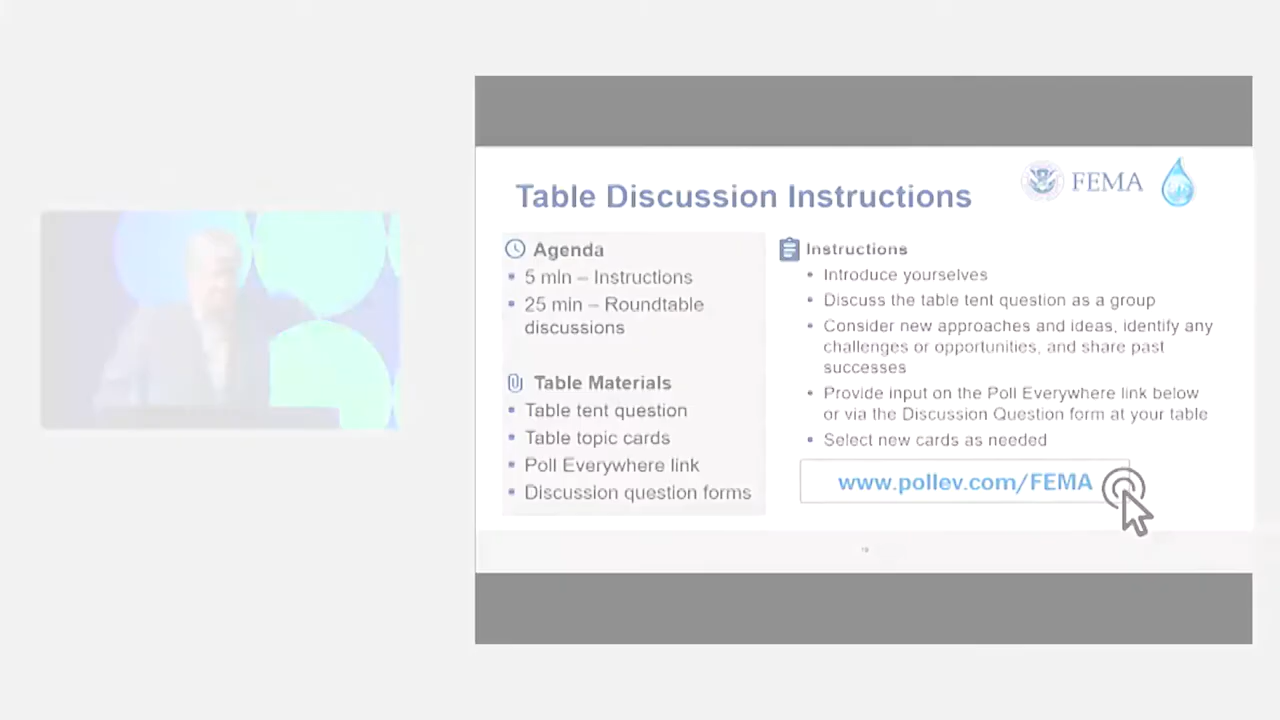 FEMA
Table Discussion Instructions
Agenda
5 min – Instructions
25 min – Roundtable
discussions
Table Materials
Table tent question
Table topic cards
Poll Everywhere link
Discussion question forms
Instructions
Introduce yourselves
Discuss the table tent question as a group
Consider new approaches and ideas, identify any
challenges or opportunities, and share past
successes
Provide input on the Poll Everywhere link below
or via the Discussion Question form at your table
Select new cards as needed
www.pollev.com/FEMA